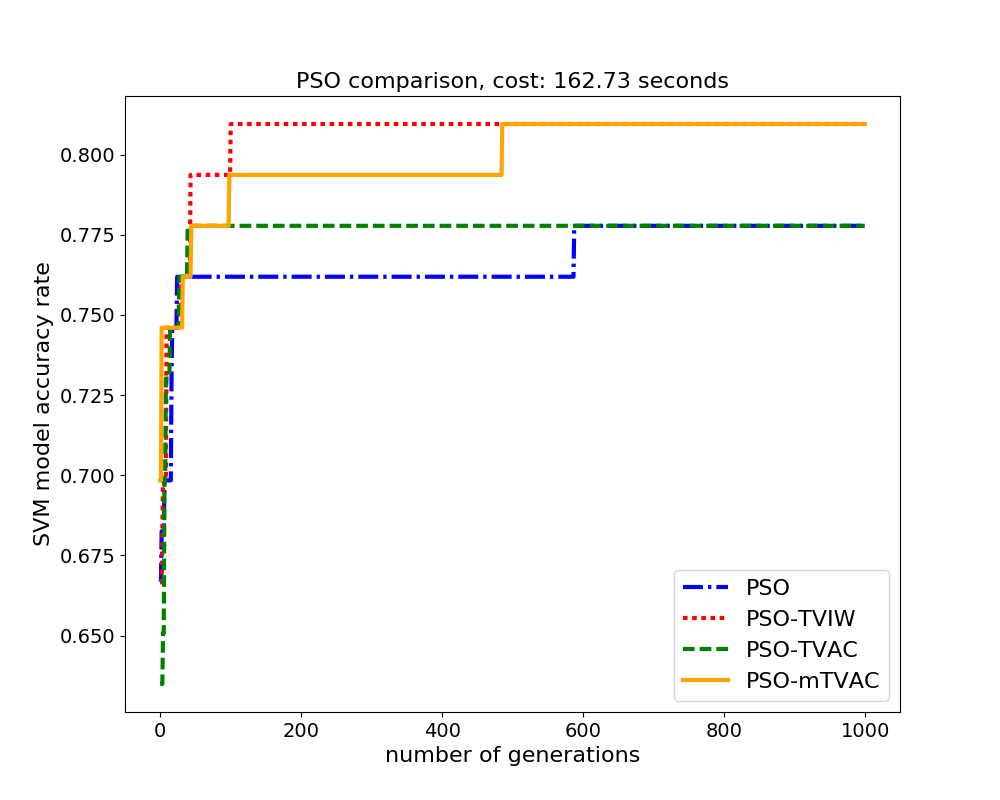 PSO comparison, cost: 162.73 seconds
SVM model accuracy rate
0.800
0.775
0.750
0.725
0.700
0.675
0.650
PSO
PSO-TVIW
PSO-TVAC
PSO-mTVAC
0 200 400 600 800 1000
number of generations